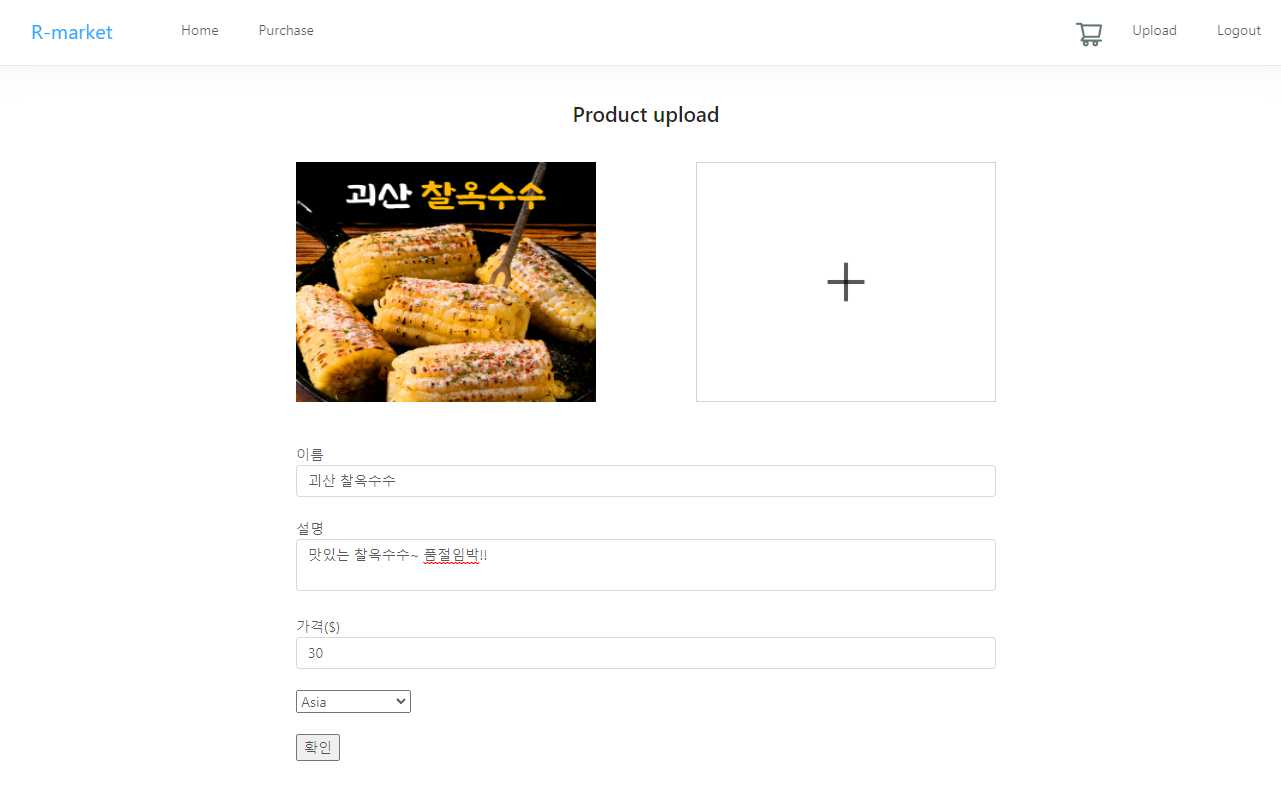 R-market Home Purchase Upload Logout
Product upload
괴산 찰옥수수
이름
괴산 찰옥수수
설명
맛있는 찰옥수수~ 품절임박!!
가격($)
30
Asia
확인